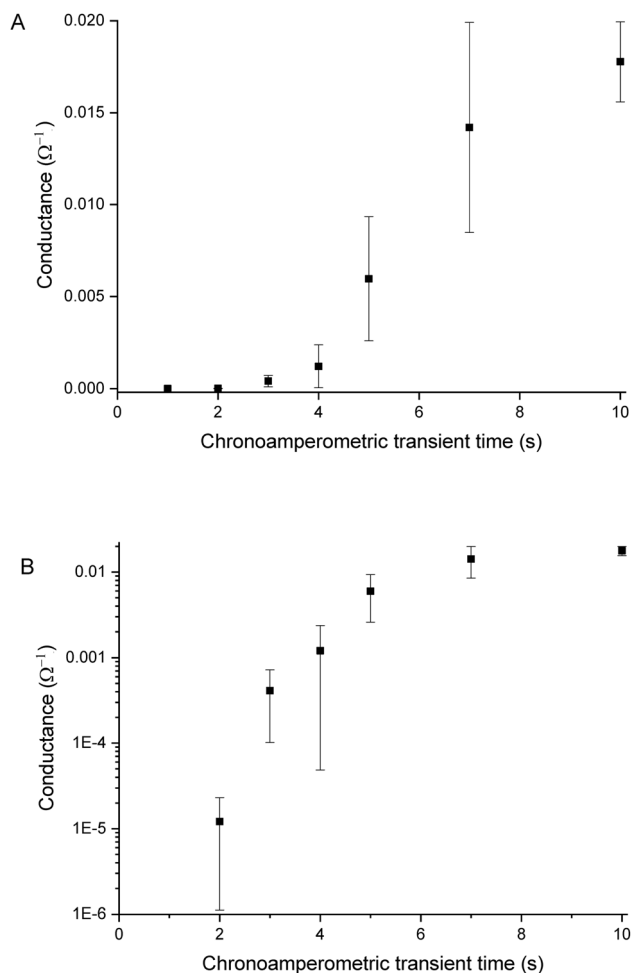 A
0.020
0.015
0.010
0.005
0.000
Conductance (Ω⁻¹)
0 2 4 6 8 10
Chronoamperometric transient time (s)
B
0.01
0.001
1E-4
1E-5
1E-6
Conductance (Ω⁻¹)
0 2 4 6 8 10
Chronoamperometric transient time (s)